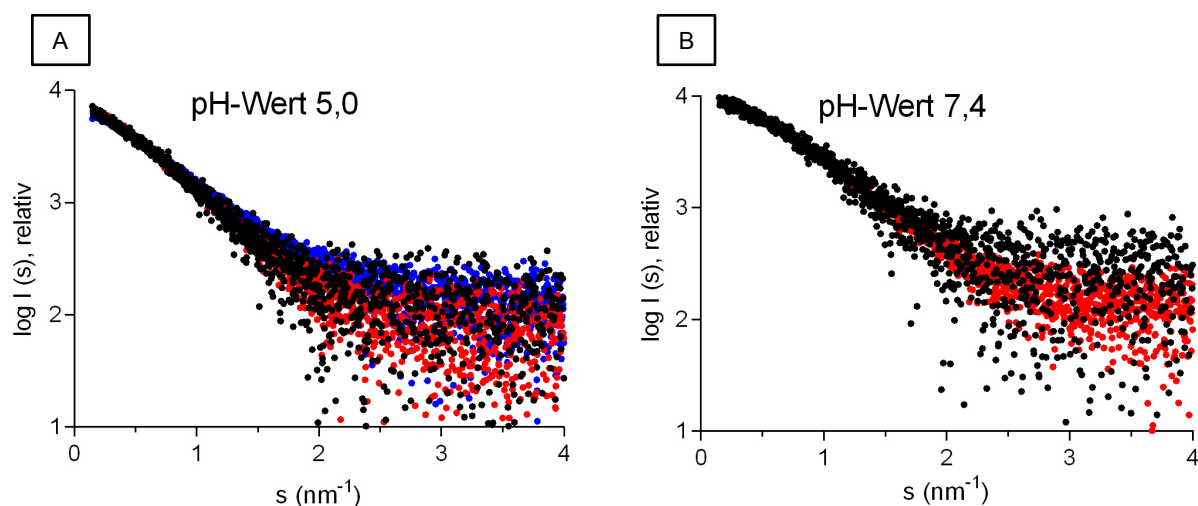 A
pH-Wert 5,0
log I (s), relativ
4
3
2
1
0
1
2
3
4
s (nm⁻¹)
B
pH-Wert 7,4
log I (s), relativ
4
3
2
1
0
1
2
3
4
s (nm⁻¹)